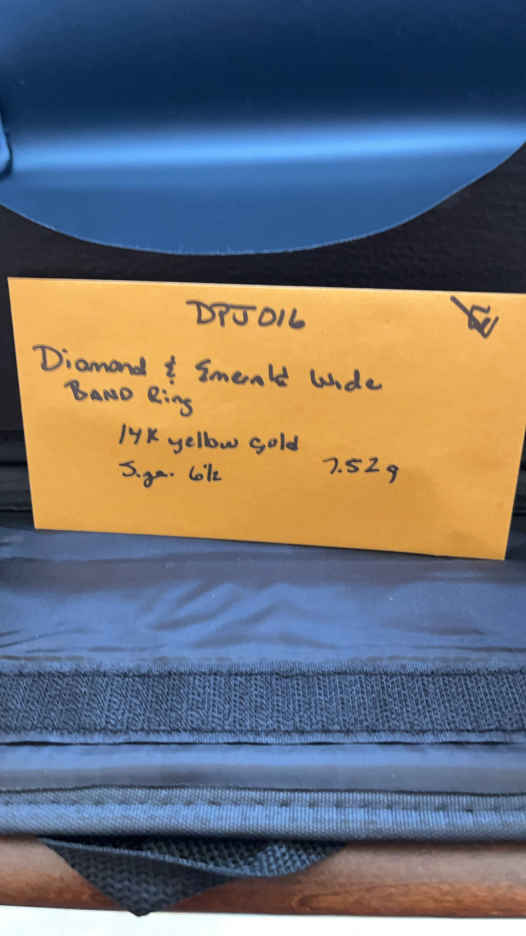 DPJ016
Diamond & Emerald Wide
BAND Ring
14K yellow gold
Size 6½ 7.52g